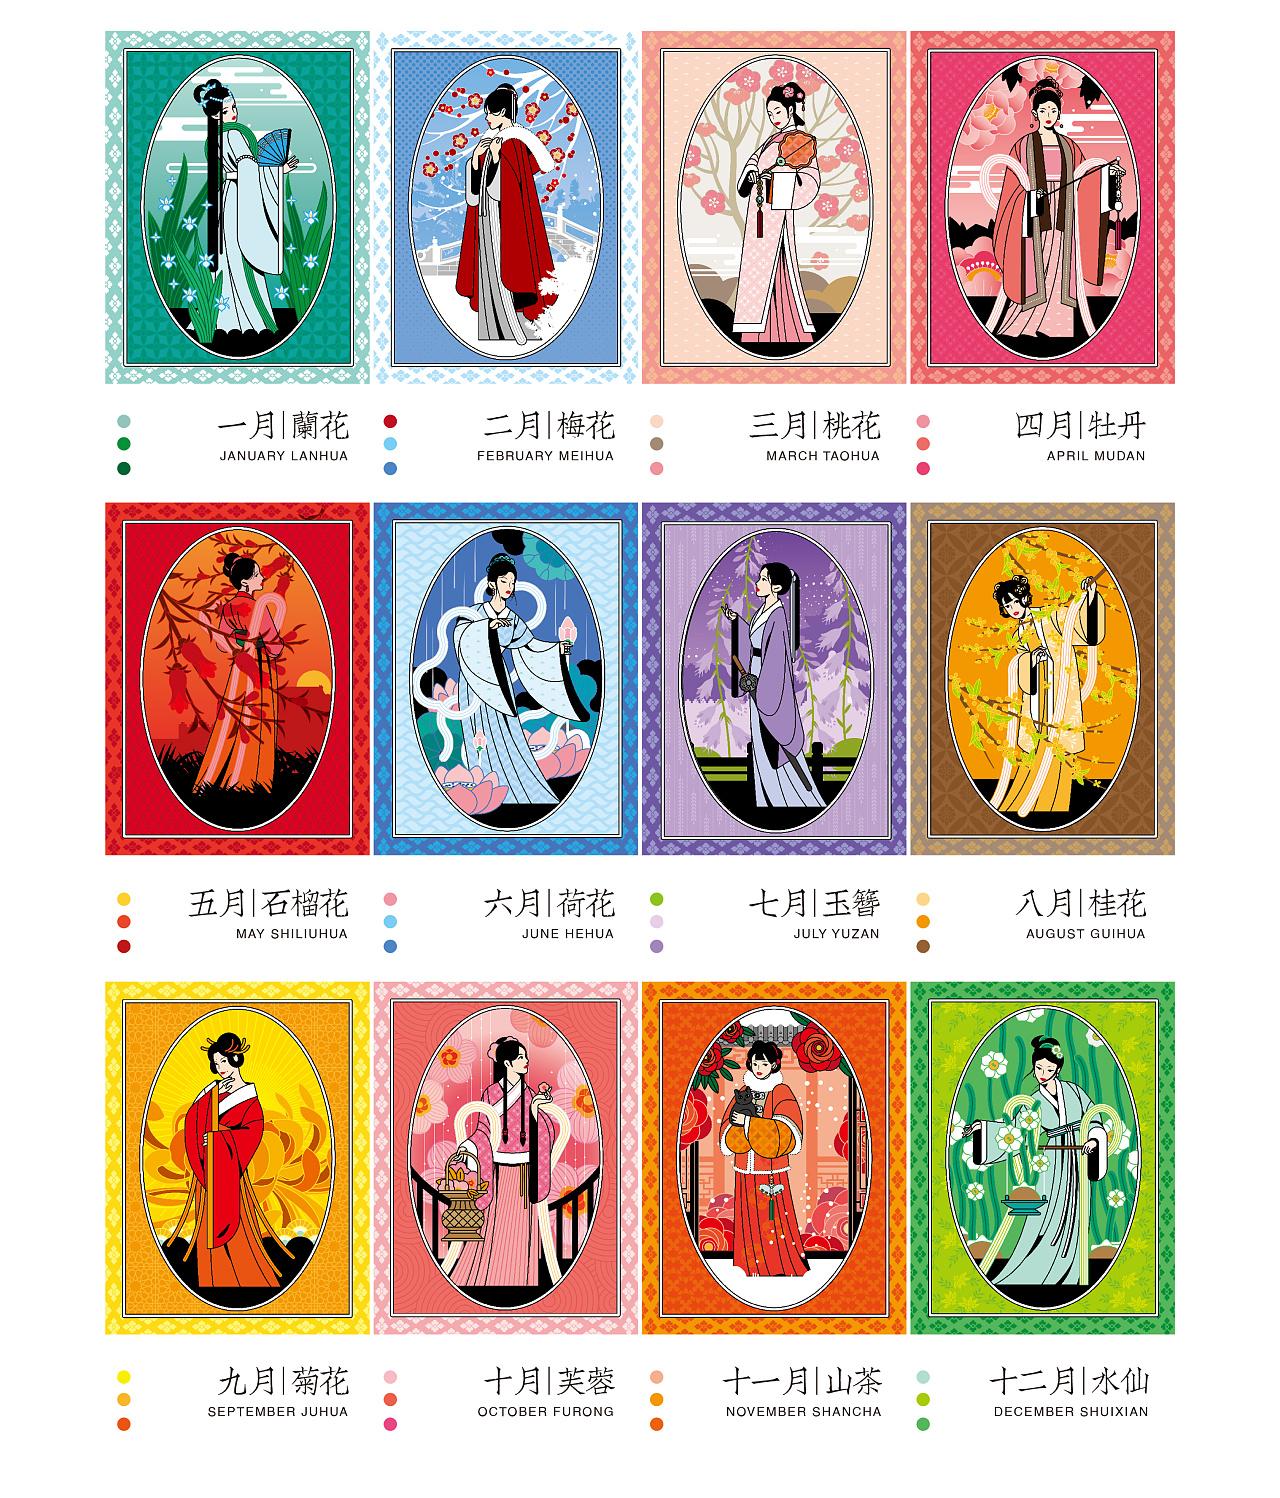 一月|蘭花
JANUARY LANHUA
二月|梅花
FEBRUARY MEIHUA
三月|桃花
MARCH TAOHUA
四月|牡丹
APRIL MUDAN
五月|石榴花
MAY SHILIUHUA
六月|荷花
JUNE HEHUA
七月|玉簪
JULY YUZAN
八月|桂花
AUGUST GUIHUA
九月|菊花
SEPTEMBER JUHUA
十月|芙蓉
OCTOBER FURONG
十一月|山茶
NOVEMBER SHANCHA
十二月|水仙
DECEMBER SHUIXIAN